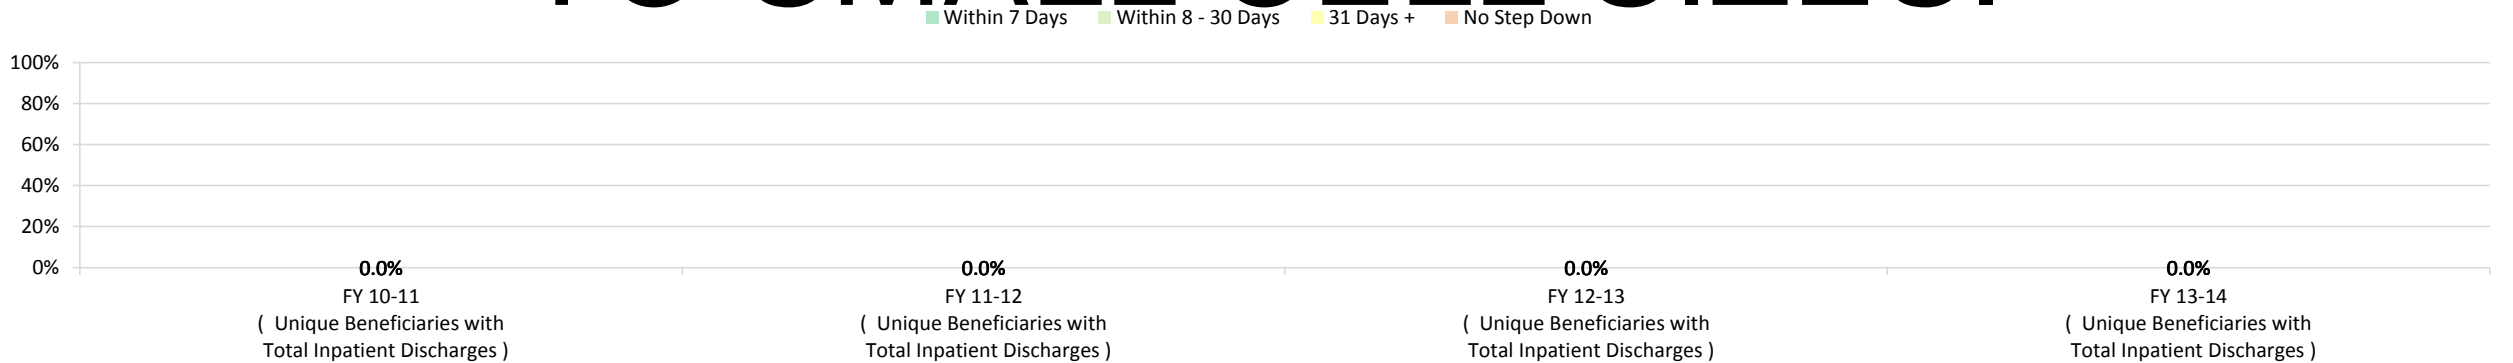 Within 7 Days Within 8 - 30 Days 31 Days + No Step Down
100%
80%
60%
40%
20%
0%
0.0% 0.0% 0.0% 0.0%
FY 10-11 FY 11-12 FY 12-13 FY 13-14
( Unique Beneficiaries with ( Unique Beneficiaries with ( Unique Beneficiaries with ( Unique Beneficiaries with
Total Inpatient Discharges ) Total Inpatient Discharges ) Total Inpatient Discharges ) Total Inpatient Discharges )